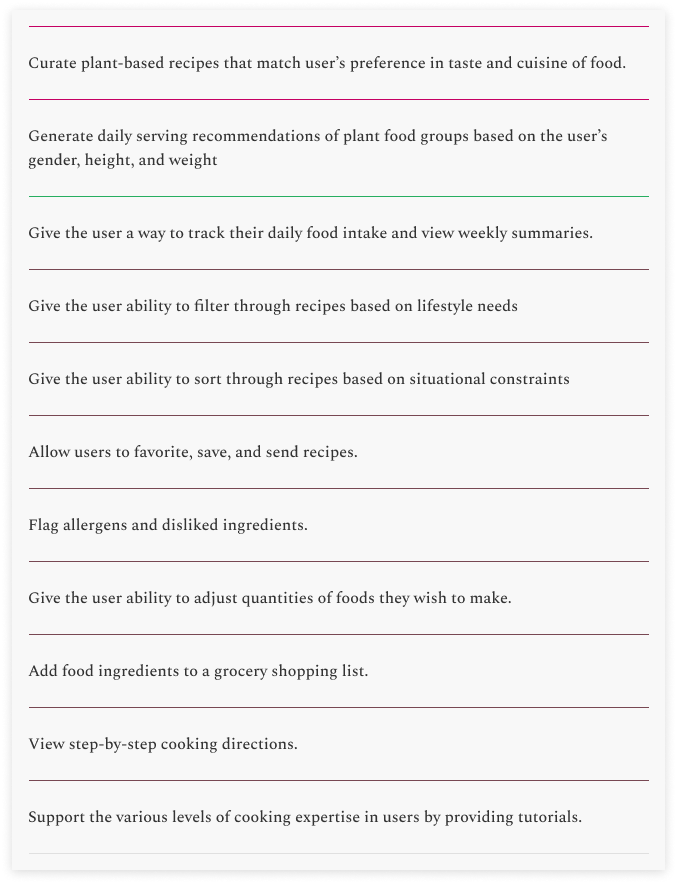 Curate plant-based recipes that match user’s preference in taste and cuisine of food.
Generate daily serving recommendations of plant food groups based on the user’s
gender, height, and weight
Give the user a way to track their daily food intake and view weekly summaries.
Give the user ability to filter through recipes based on lifestyle needs
Give the user ability to sort through recipes based on situational constraints
Allow users to favorite, save, and send recipes.
Flag allergens and disliked ingredients.
Give the user ability to adjust quantities of foods they wish to make.
Add food ingredients to a grocery shopping list.
View step-by-step cooking directions.
Support the various levels of cooking expertise in users by providing tutorials.